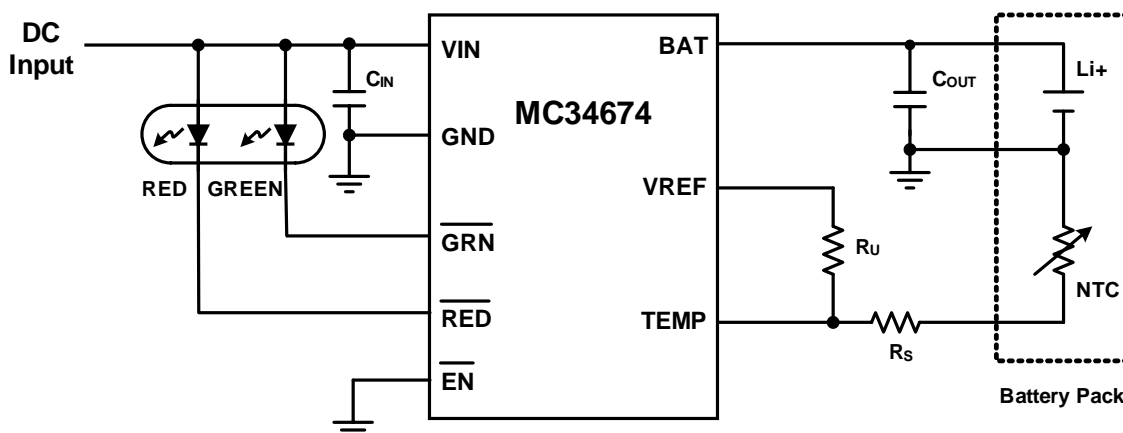 DC
Input
VIN
BAT
CIN
COUT
Li+
MC34674
GND
RED GREEN
VREF
GRN
RU
NTC
RED
TEMP
RS
EN
Battery Pack